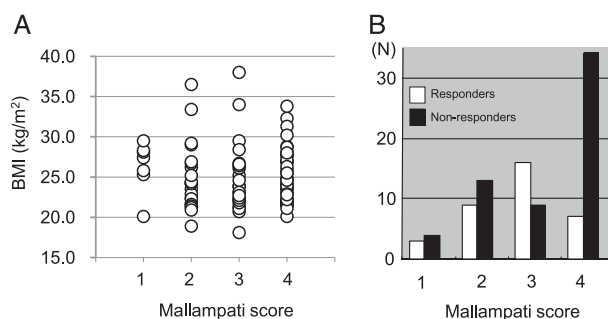 A
BMI (kg/m²)
40.0
35.0
30.0
25.0
20.0
15.0
1 2 3 4
Mallampati score
B
(N)
30
20
10
0
Responders
Non-responders
1 2 3 4
Mallampati score